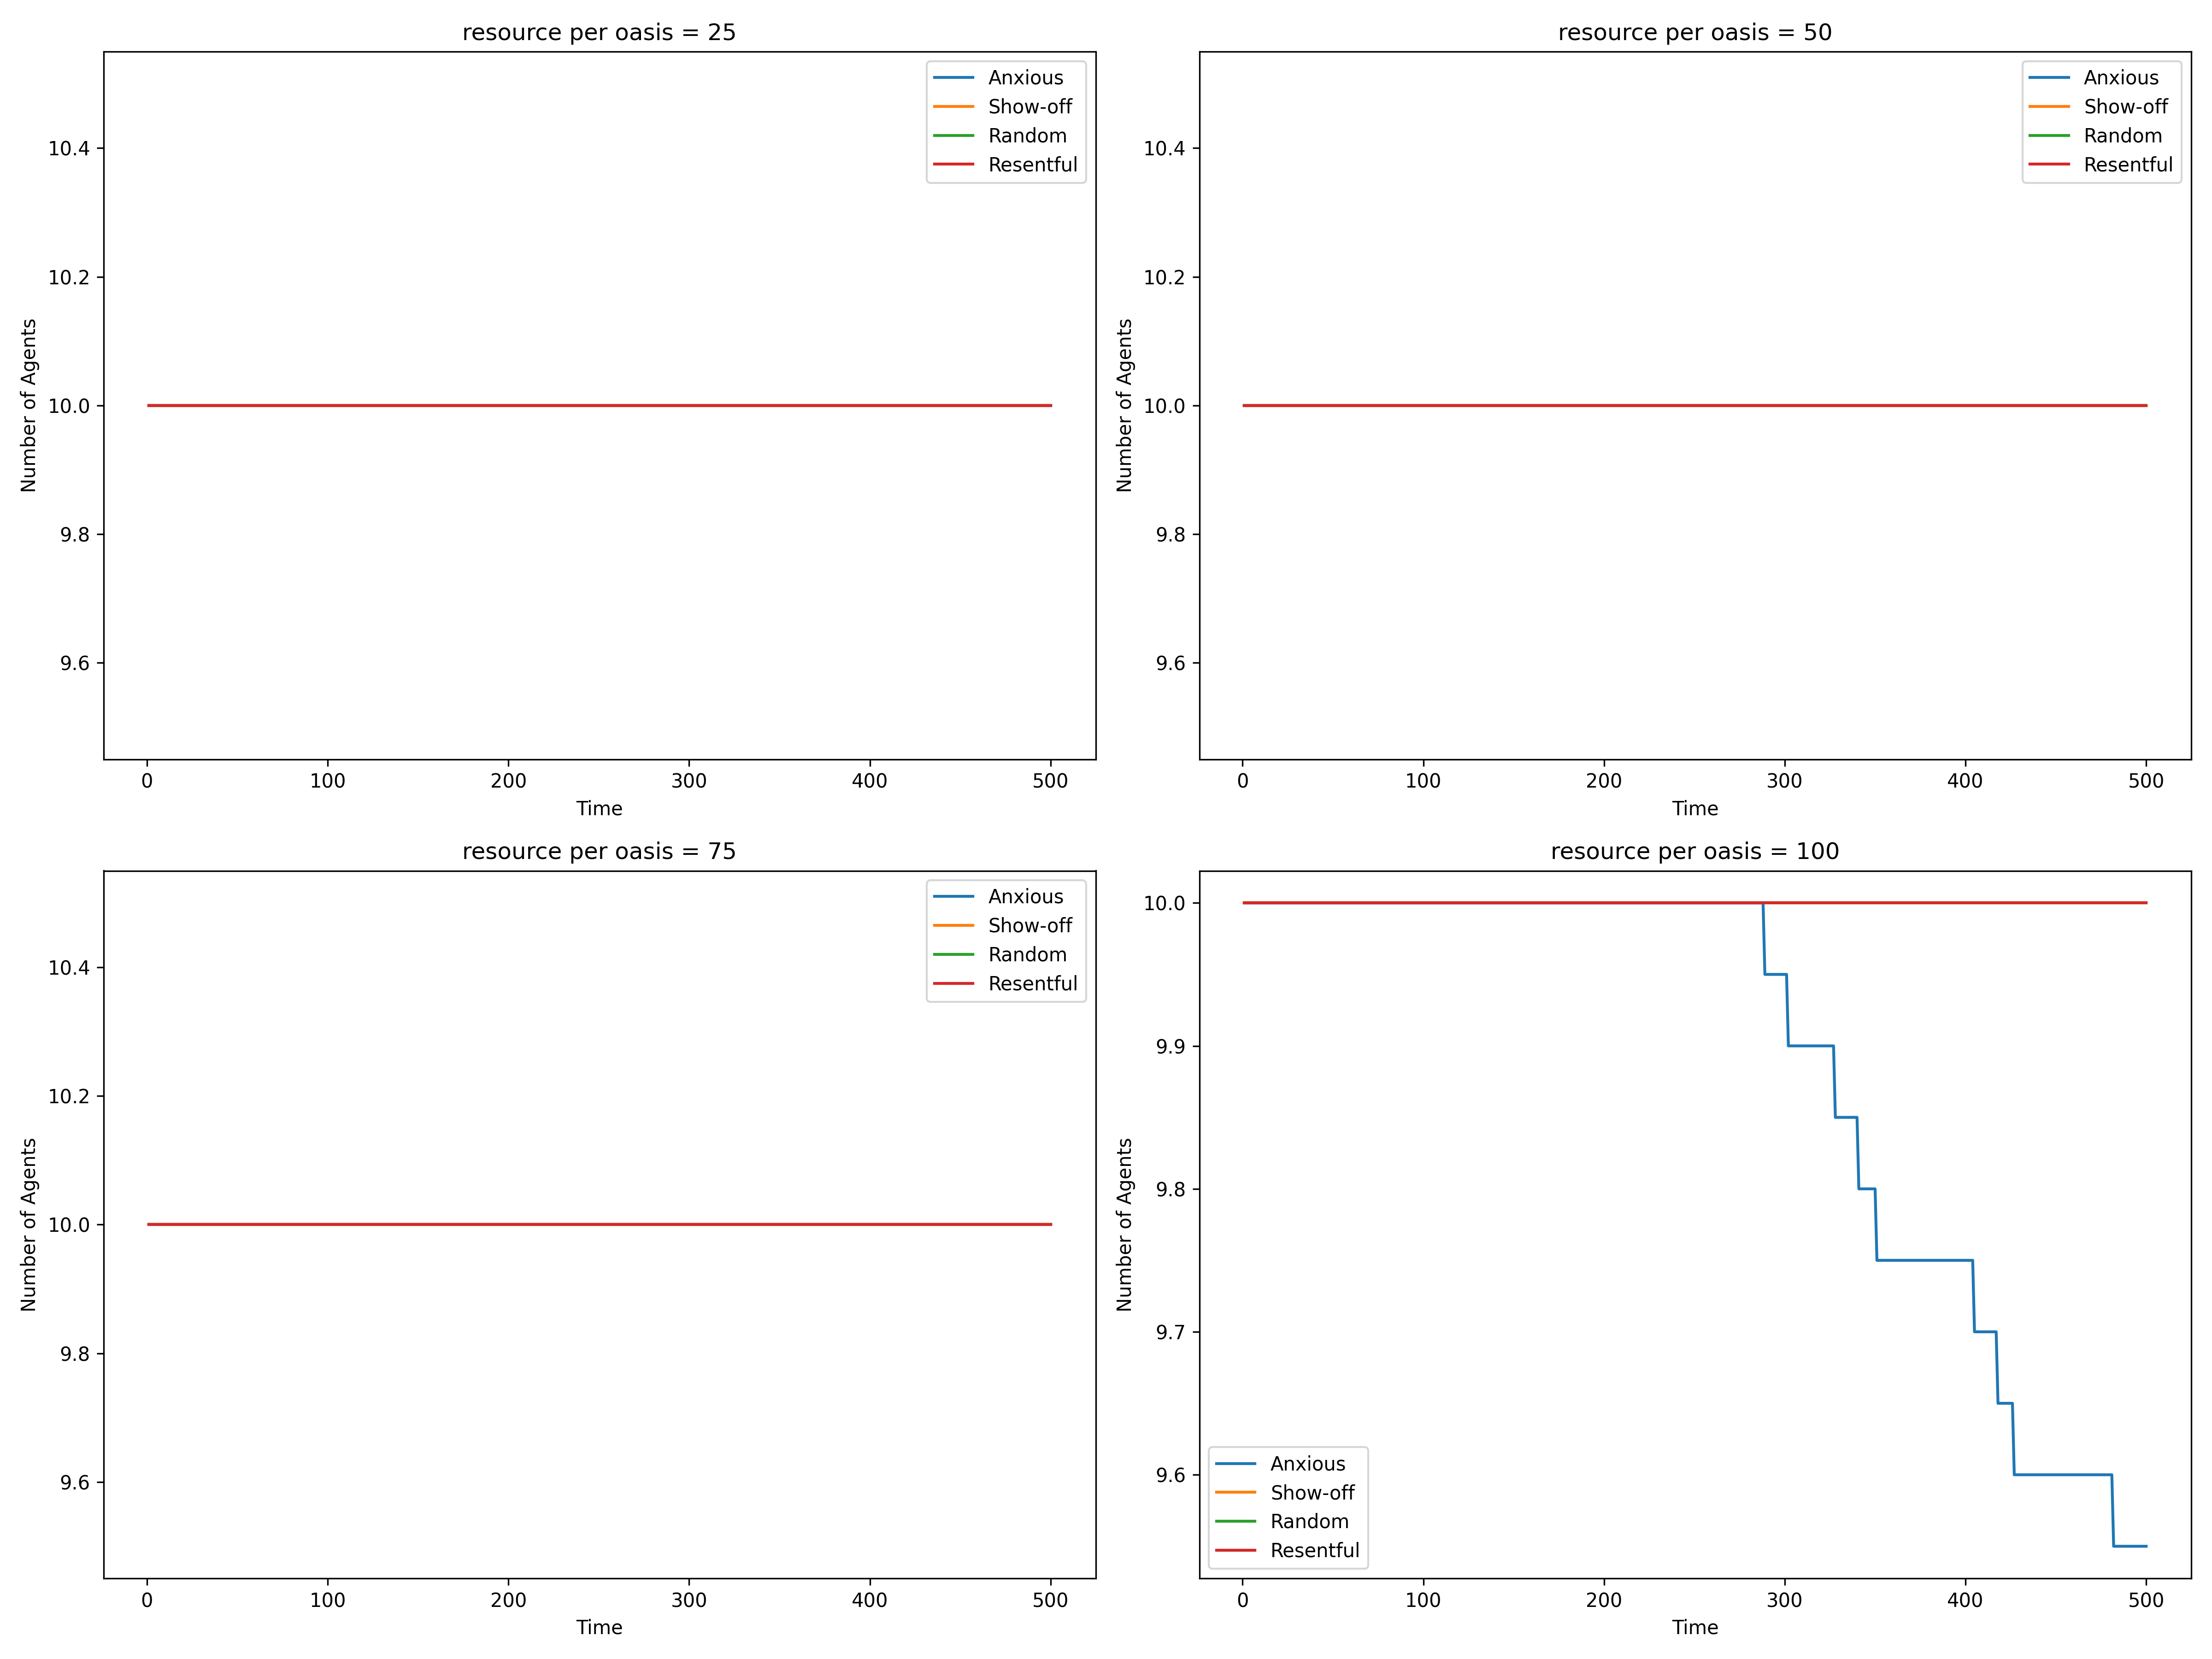 resource per oasis = 25
Anxious
Show-off
Random
Resentful
10.4
10.2
10.0
9.8
9.6
Number of Agents
0 100 200 300 400 500
Time
resource per oasis = 50
Anxious
Show-off
Random
Resentful
10.4
10.2
10.0
9.8
9.6
Number of Agents
0 100 200 300 400 500
Time
resource per oasis = 75
Anxious
Show-off
Random
Resentful
10.4
10.2
10.0
9.8
9.6
Number of Agents
0 100 200 300 400 500
Time
resource per oasis = 100
10.0
9.9
9.8
9.7
9.6
Number of Agents
Anxious
Show-off
Random
Resentful
0 100 200 300 400 500
Time